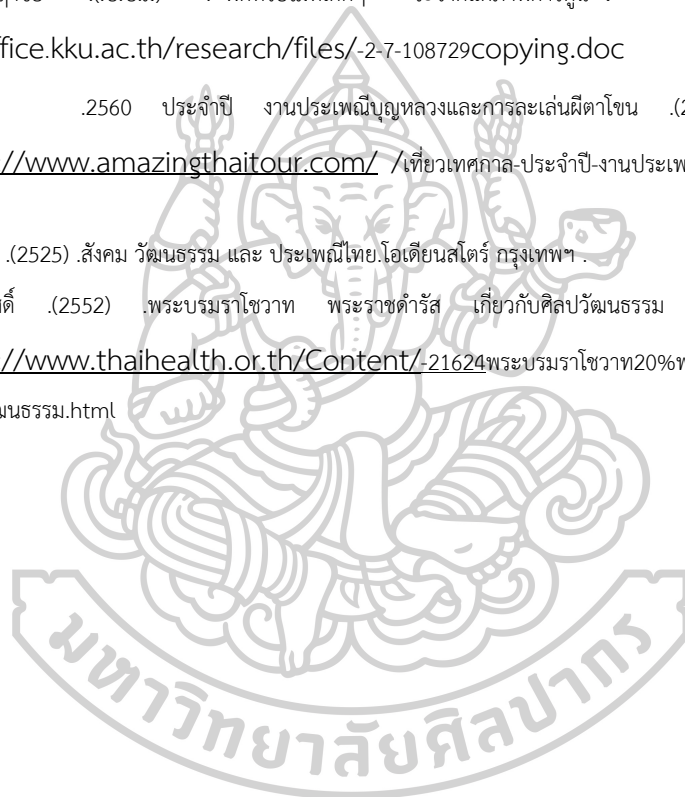 ffice.kku.ac.th/research/files/-2-7-108729copying.doc
.2560 ประจำปี งานประเพณีบุญหลวงและการละเล่นผีตาโขน .(2
//www.amazingthaitour.com/ /เที่ยวเทศกาล-ประจำปี-งานประเพ
.(2525) .สังคม วัฒนธรรม และ ประเพณีไทย.โอเดียนสโตร์ กรุงเทพฯ .
.(2552) .พระบรมราโชวาท พระราชดำรัส เกี่ยวกับศิลปวัฒนธรรม
//www.thaihealth.or.th/Content/-21624พระบรมราโชวาท20%พ
ฒนธรรม.html
มหาวิทยาลัยศิลปากร